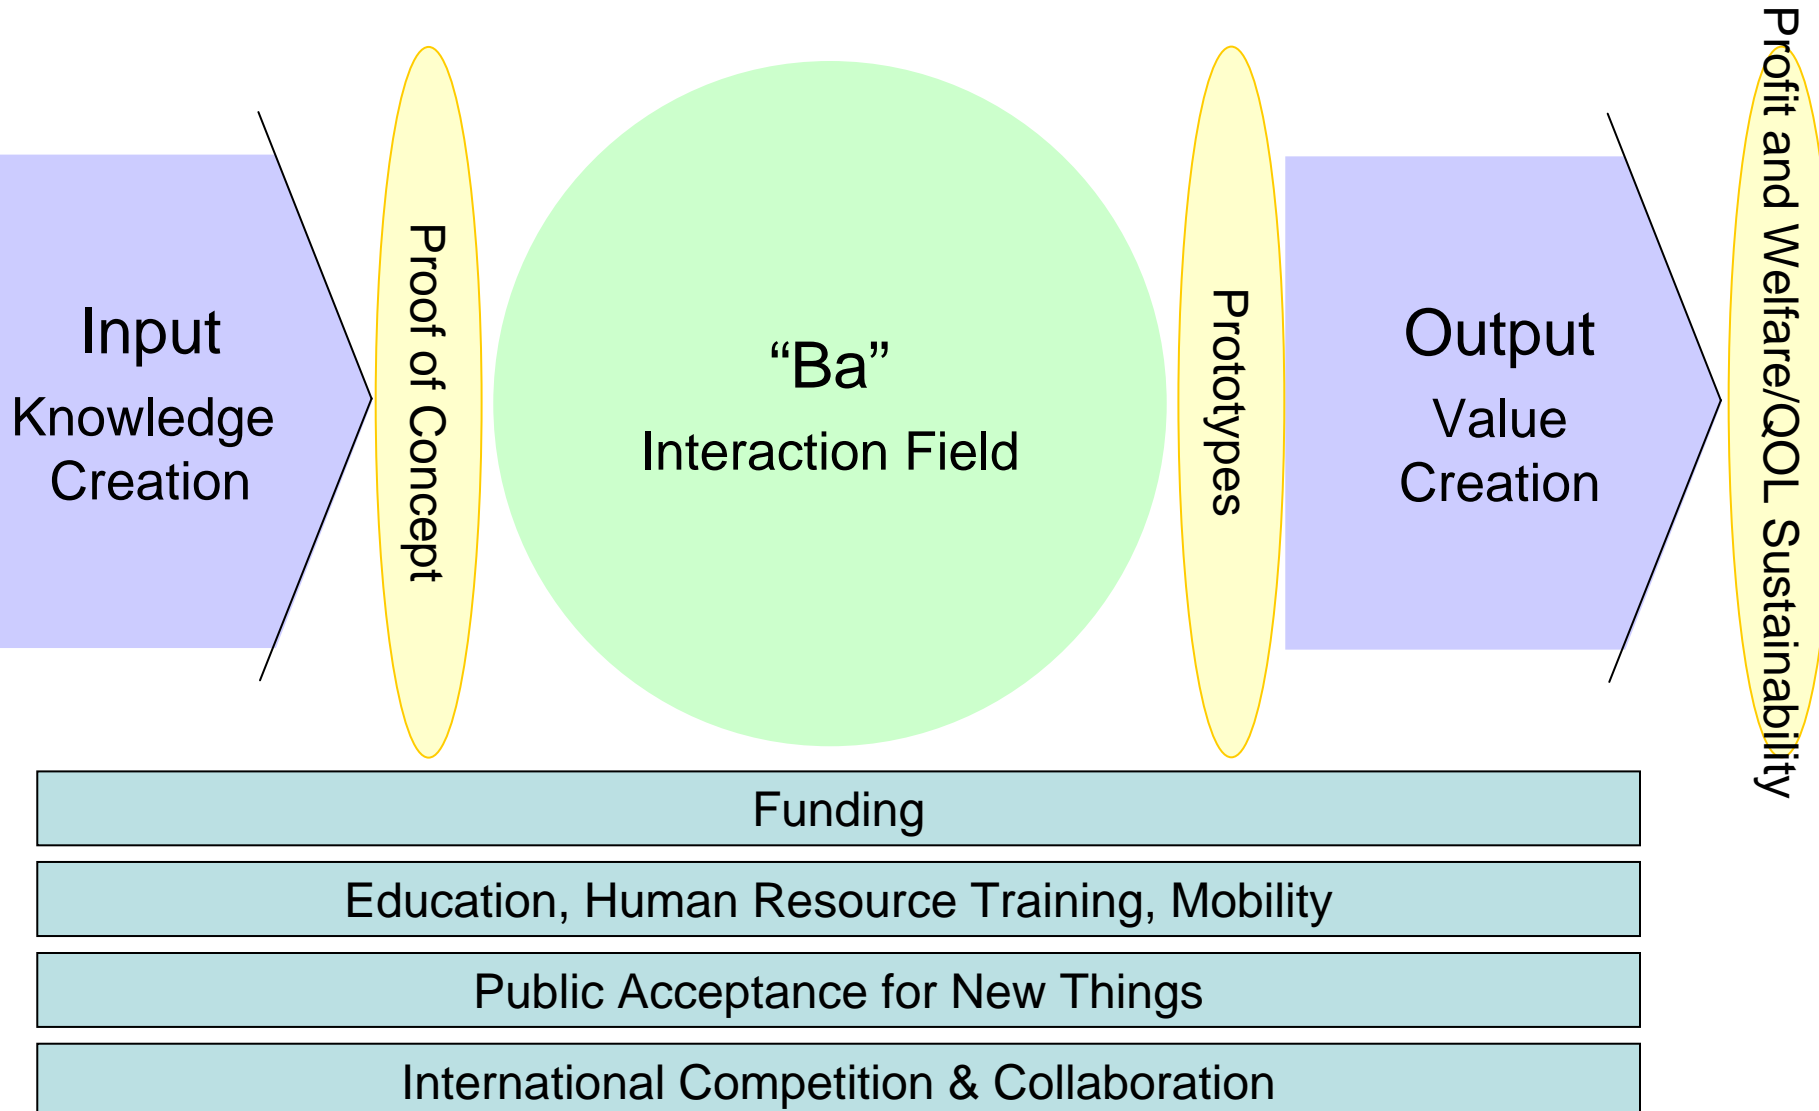 Input
Knowledge
Creation
Proof of Concept
“Ba”
Interaction Field
Prototypes
Output
Value
Creation
Profit and Welfare/QOL Sustainability
Funding
Education, Human Resource Training, Mobility
Public Acceptance for New Things
International Competition & Collaboration